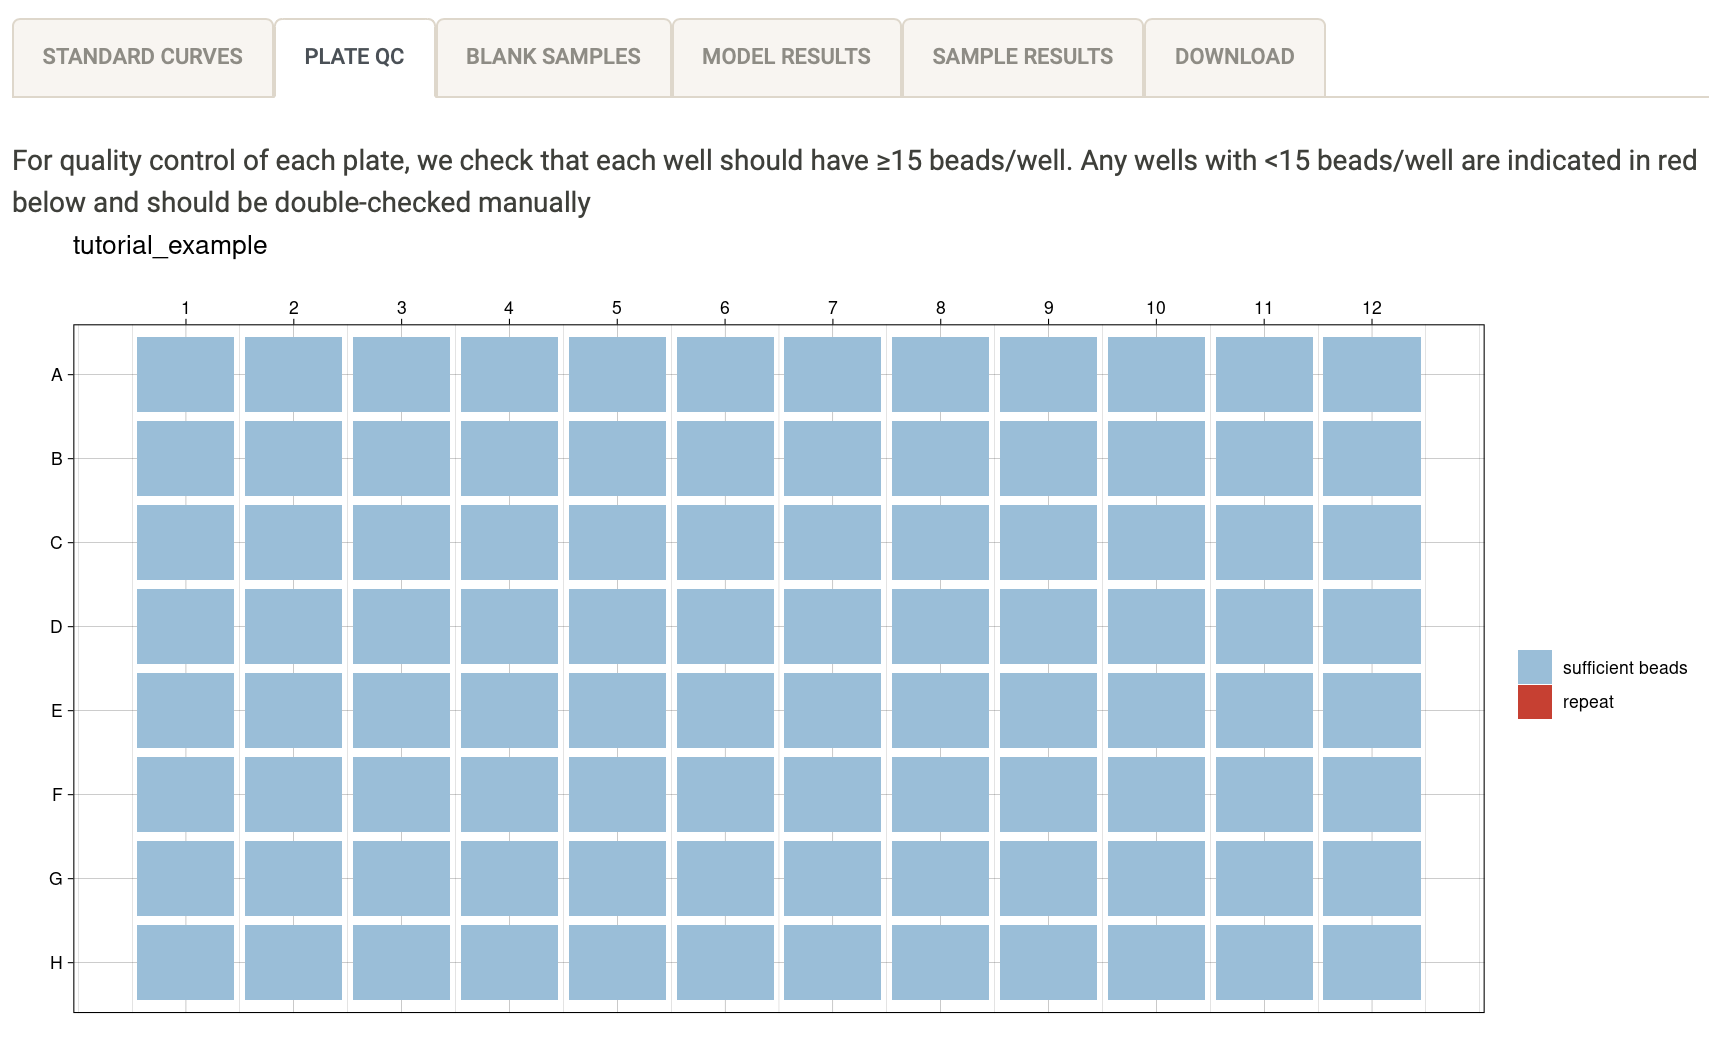 STANDARD CURVES PLATE QC BLANK SAMPLES MODEL RESULTS SAMPLE RESULTS DOWNLOAD
For quality control of each plate, we check that each well should have ≥15 beads/well. Any wells with <15 beads/well are indicated in red
below and should be double-checked manually
tutorial_example
1 2 3 4 5 6 7 8 9 10 11 12
A
B
C
D
E
F
G
H
sufficient beads
repeat